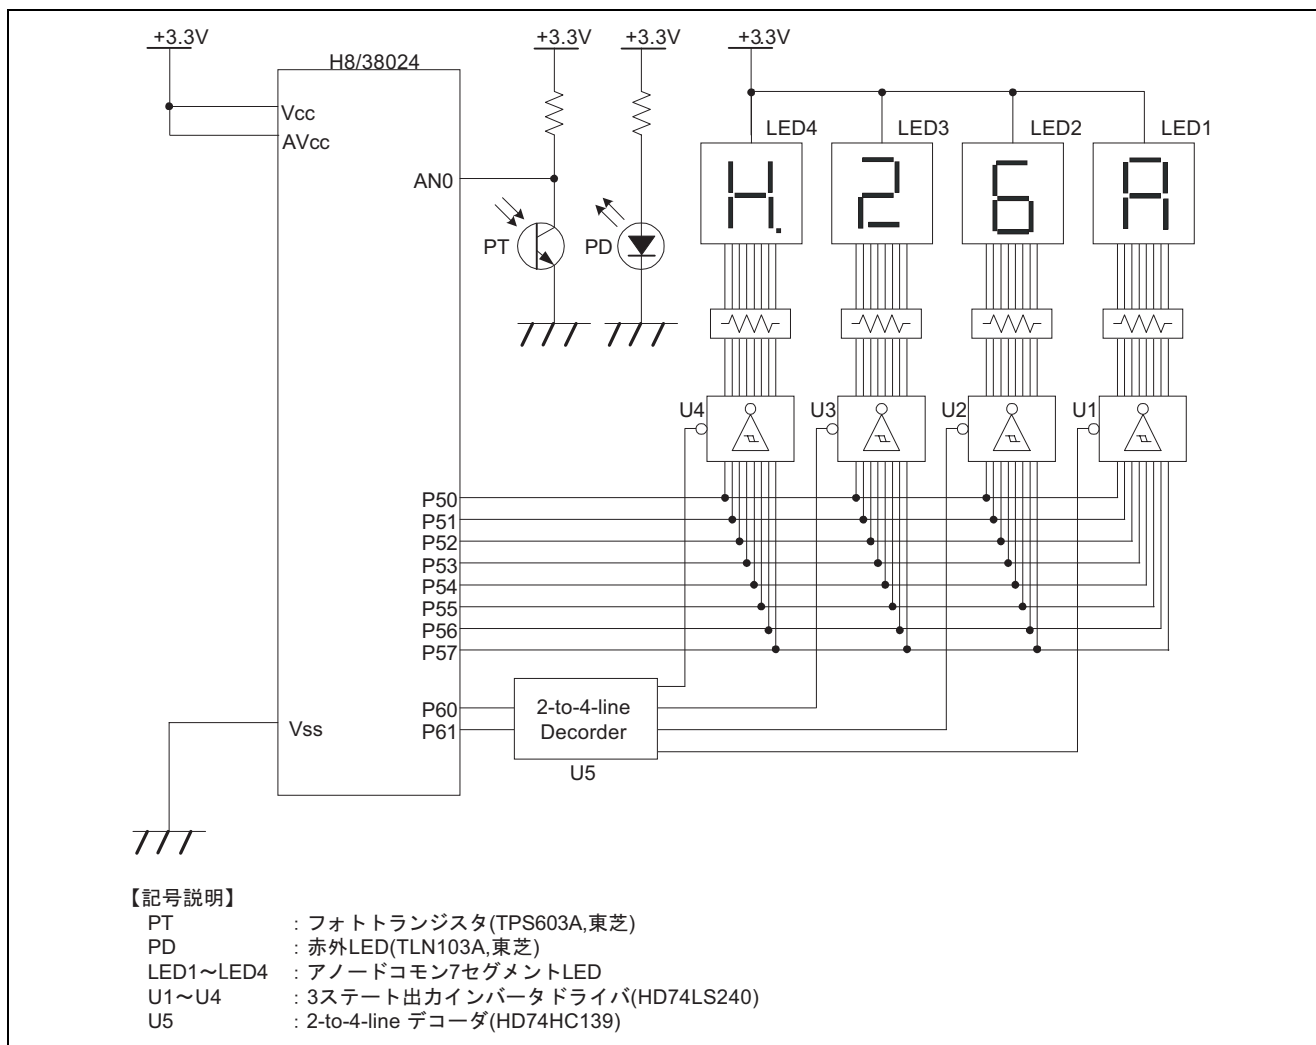 +3.3V
+3.3V
+3.3V
+3.3V
H8/38024
Vcc
AVcc
LED4
LED3
LED2
LED1
AN0
H.
2
6
A
PT
PD
U4
U3
U2
U1
P50
P51
P52
P53
P54
P55
P56
P57
P60
P61
Vss
2-to-4-line
Decorder
U5
【記号説明】
PT : フォトトランジスタ(TPS603A,東芝)
PD : 赤外LED(TLN103A,東芝)
LED1～LED4 : アノードコモン7セグメントLED
U1～U4 : 3ステート出力インバータドライバ(HD74LS240)
U5 : 2-to-4-line デコーダ(HD74HC139)